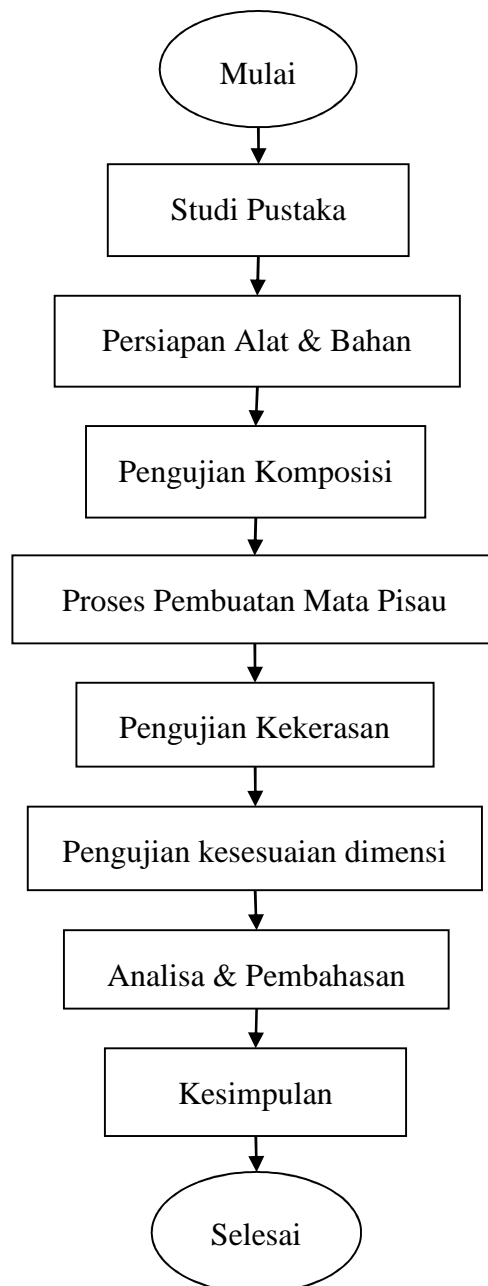 Mulai
Studi Pustaka
Persiapan Alat & Bahan
Pengujian Komposisi
Proses Pembuatan Mata Pisau
Pengujian Kekerasan
Pengujian kesesuaian dimensi
Analisa & Pembahasan
Kesimpulan
Selesai